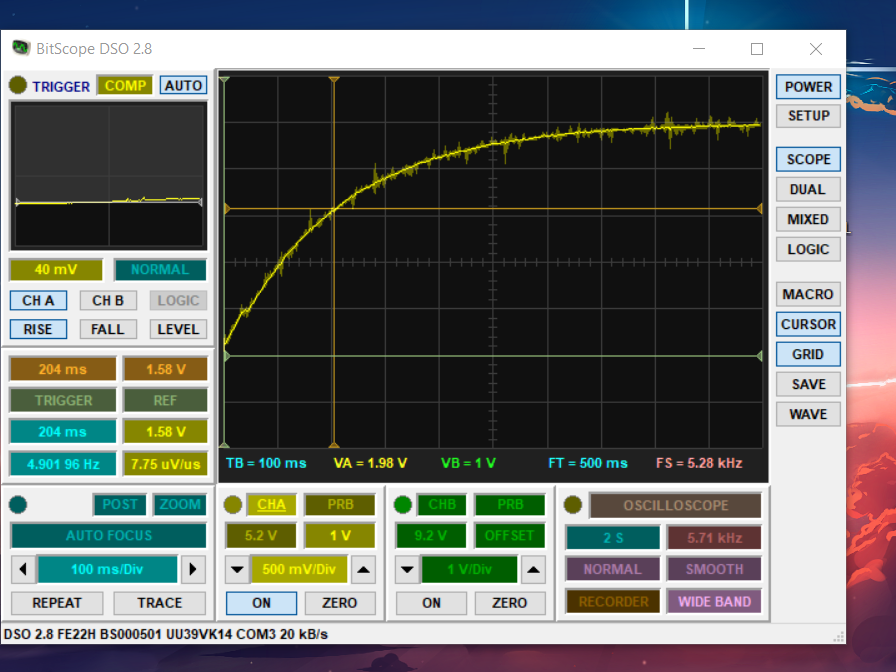 BitScope DSO 2.8
TRIGGER COMP AUTO
40 mV NORMAL
CH A CH B LOGIC
RISE FALL LEVEL
204 ms 1.58 V
TRIGGER REF
204 ms 1.58 V
4.901 96 Hz 7.75 uV/us
TB = 100 ms VA = 1.98 V VB = 1 V FT = 500 ms FS = 5.28 kHz
POWER
SETUP
SCOPE
DUAL
MIXED
LOGIC
MACRO
CURSOR
GRID
SAVE
WAVE
POST ZOOM
AUTO FOCUS
100 ms/Div
REPEAT TRACE
CHA PRB
5.2 V 1 V
500 mV/Div
ON ZERO
CHB PRB
9.2 V OFFSET
1 V/Div
ON ZERO
OSCILLOSCOPE
2 S 5.71 kHz
NORMAL SMOOTH
RECORDER WIDE BAND
DSO 2.8 FE22H BS000501 UU39VK14 COM3 20 kB/s